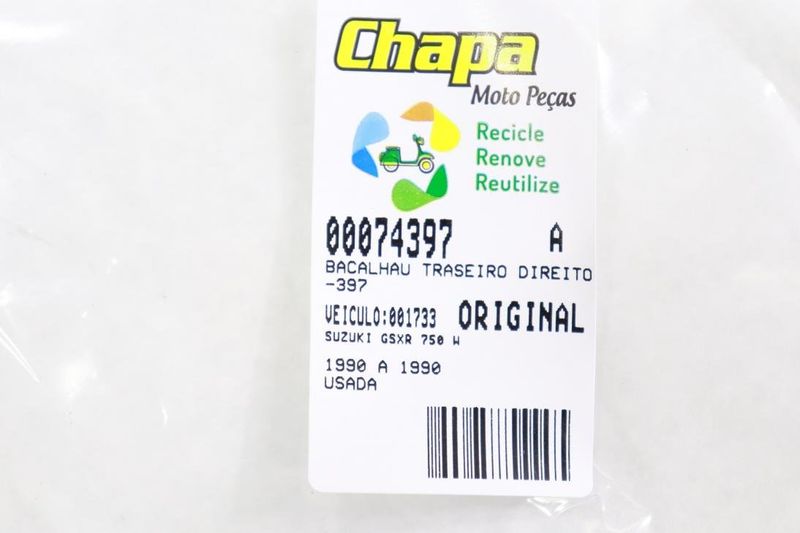 Chapa
Moto Peças
Recicle
Renove
Reutilize
00074397 A
BACALHAU TRASEIRO DIREITO
-397
VEICULO:001733 ORIGINAL
SUZUKI GSXR 750 W
1990 A 1990
USADA